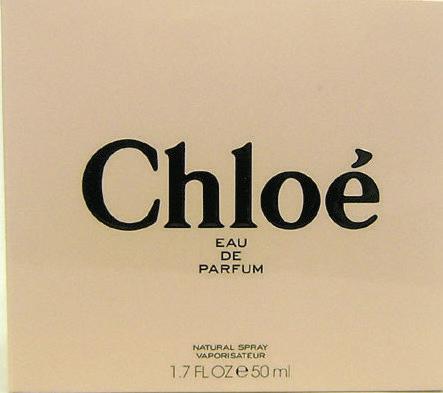 Chloé
EAU
DE
PARFUM
NATURAL SPRAY
VAPORISATEUR
1.7 FL OZ ℮ 50 ml